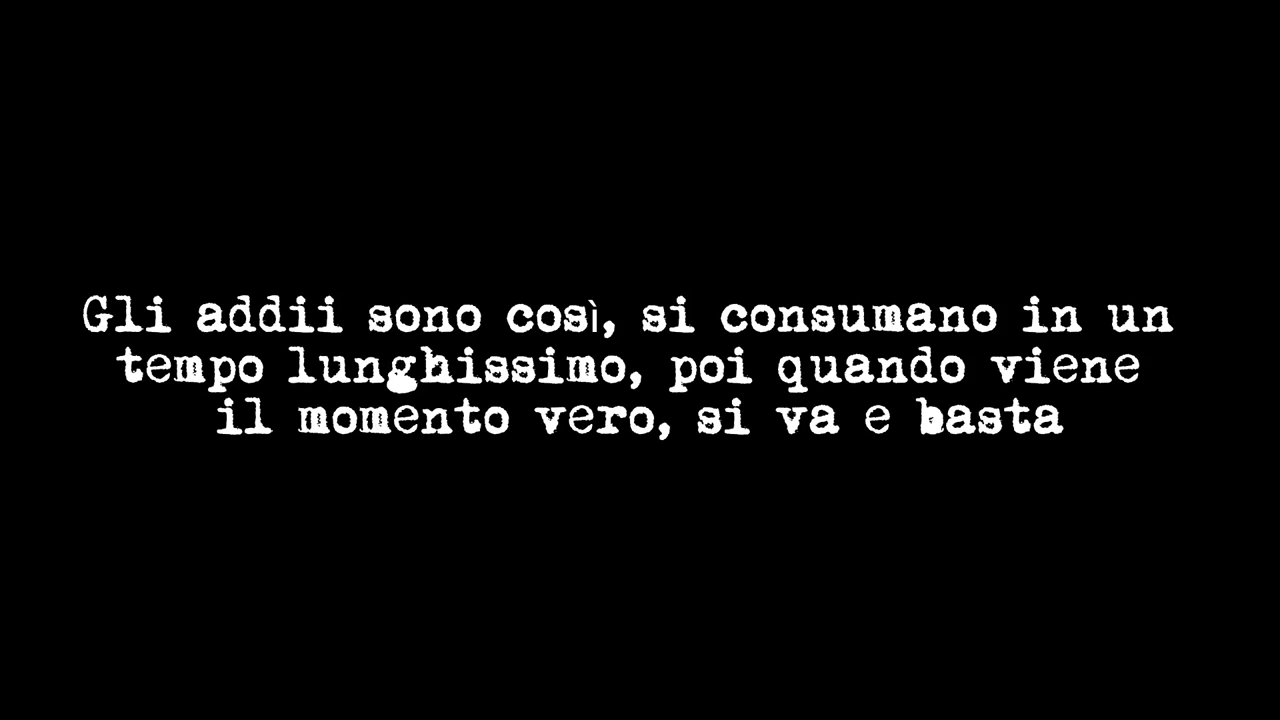 Gli addii sono così, si consumano in un
tempo lunghissimo, poi quando viene
il momento vero, si va e basta